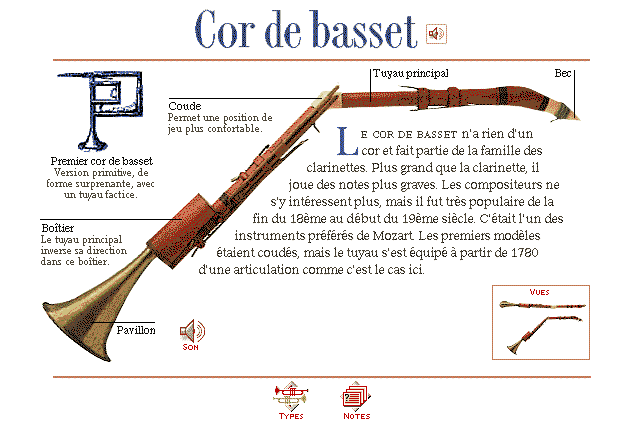 Cor de basset
Tuyau principal
Bec
Coude
Permet une position de
jeu plus confortable.
Premier cor de basset
Version primitive, de
forme surprenante, avec
un tuyau factice.
LE COR DE BASSET n'a rien d'un
cor et fait partie de la famille des
clarinettes. Plus grand que la clarinette, il
joue des notes plus graves. Les compositeurs ne
s'y intéressent plus, mais il fut très populaire de la
fin du 18ème au début du 19ème siècle. C'était l'un des
instruments préférés de Mozart. Les premiers modèles
étaient coudés, mais le tuyau s'est équipé à partir de 1780
d'une articulation comme c'est le cas ici.
Boîtier
Le tuyau principal
inverse sa direction
dans ce boîtier.
Pavillon
SON
VUES
TYPES
NOTES